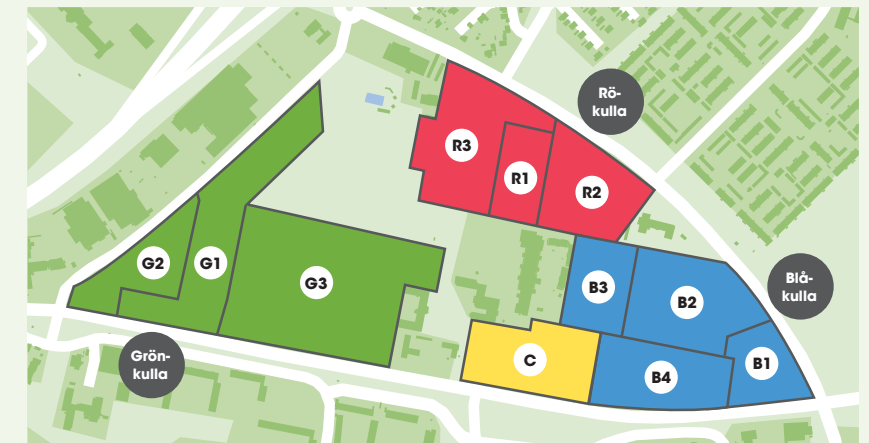 Rö-
kulla
R3
R1
R2
G2
G1
G3
B3
B2
Blå-
kulla
Grön-
kulla
C
B4
B1